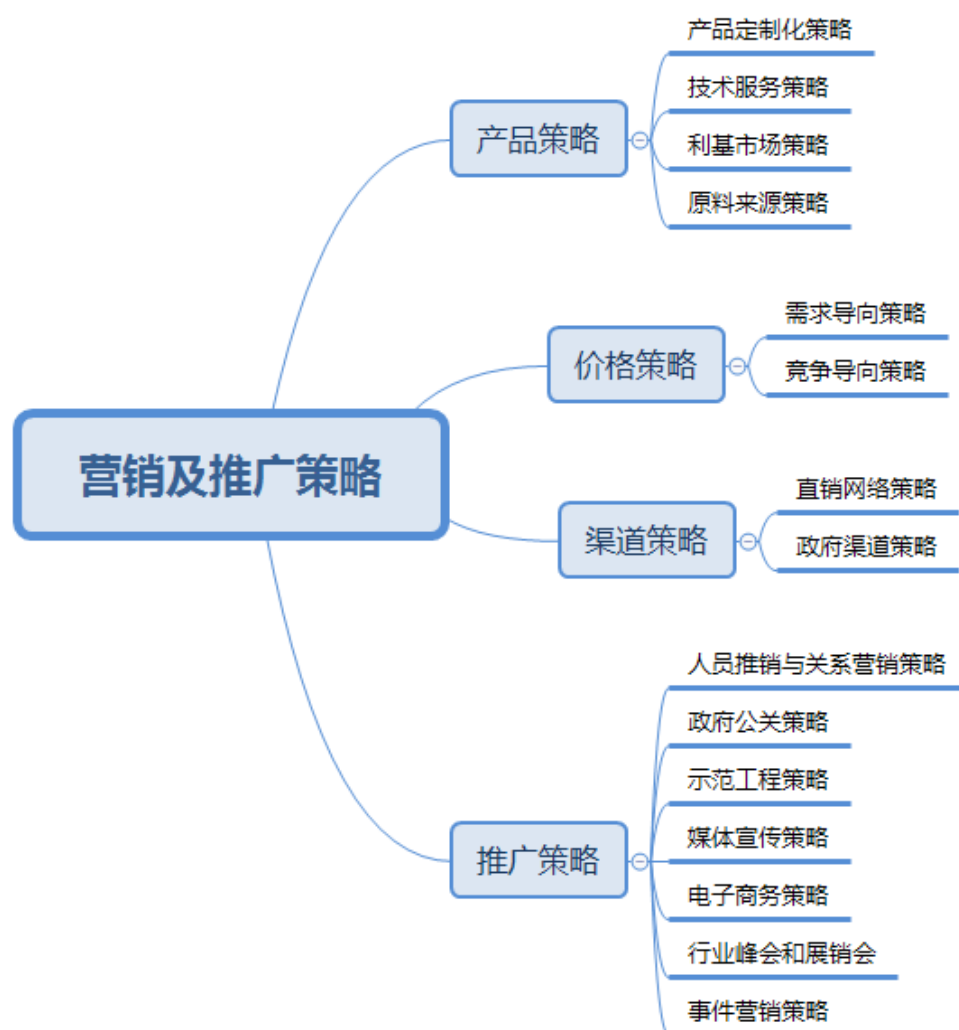 营销及推广策略
产品策略
产品定制化策略
技术服务策略
利基市场策略
原料来源策略
价格策略
需求导向策略
竞争导向策略
渠道策略
直销网络策略
政府渠道策略
推广策略
人员推销与关系营销策略
政府公关策略
示范工程策略
媒体宣传策略
电子商务策略
行业峰会和展销会
事件营销策略